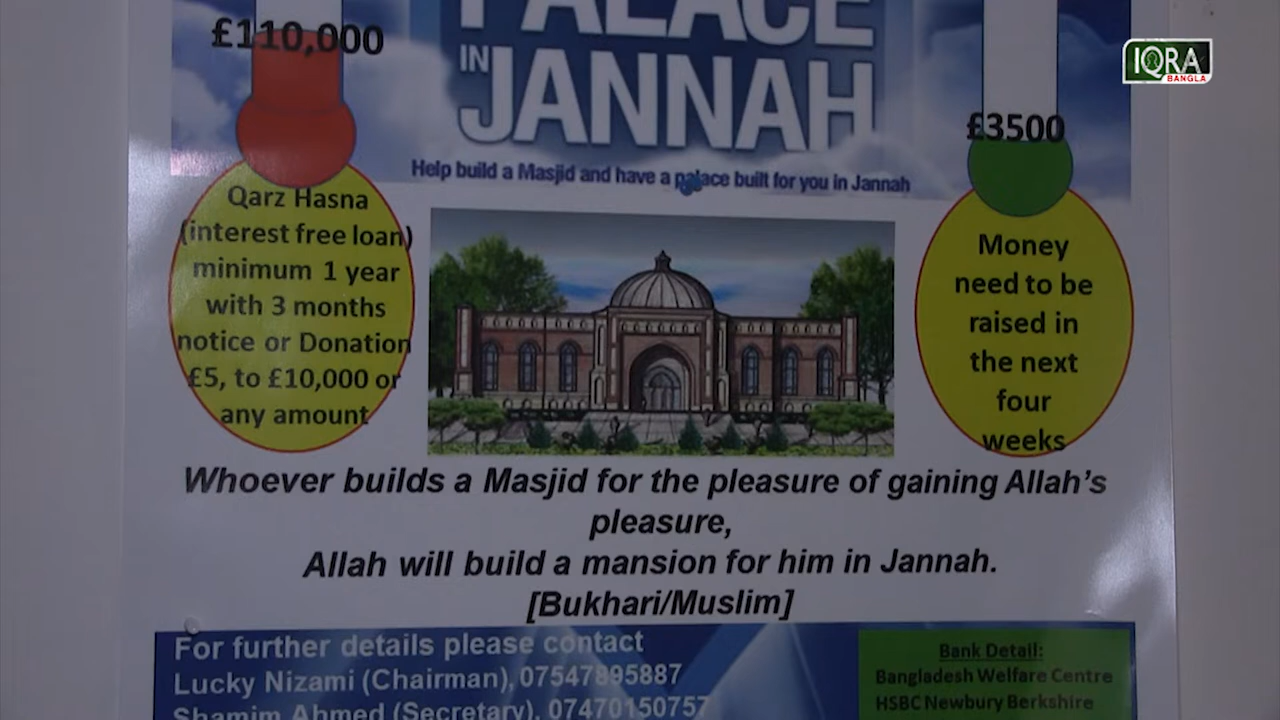 PALACE
IN
JANNAH
Help build a Masjid and have a palace built for you in Jannah
£110,000
£3500
IQRA
BANGLA
Qarz Hasna
(interest free loan)
minimum 1 year
with 3 months
notice or Donation
£5, to £10,000 or
any amount
Money
need to be
raised in
the next
four
weeks
Whoever builds a Masjid for the pleasure of gaining Allah's
pleasure,
Allah will build a mansion for him in Jannah.
[Bukhari/Muslim]
For further details please contact
Lucky Nizami (Chairman), 07547895887
Shamim Ahmed (Secretary), 07470150757
Bank Detail:
Bangladesh Welfare Centre
HSBC Newbury Berkshire